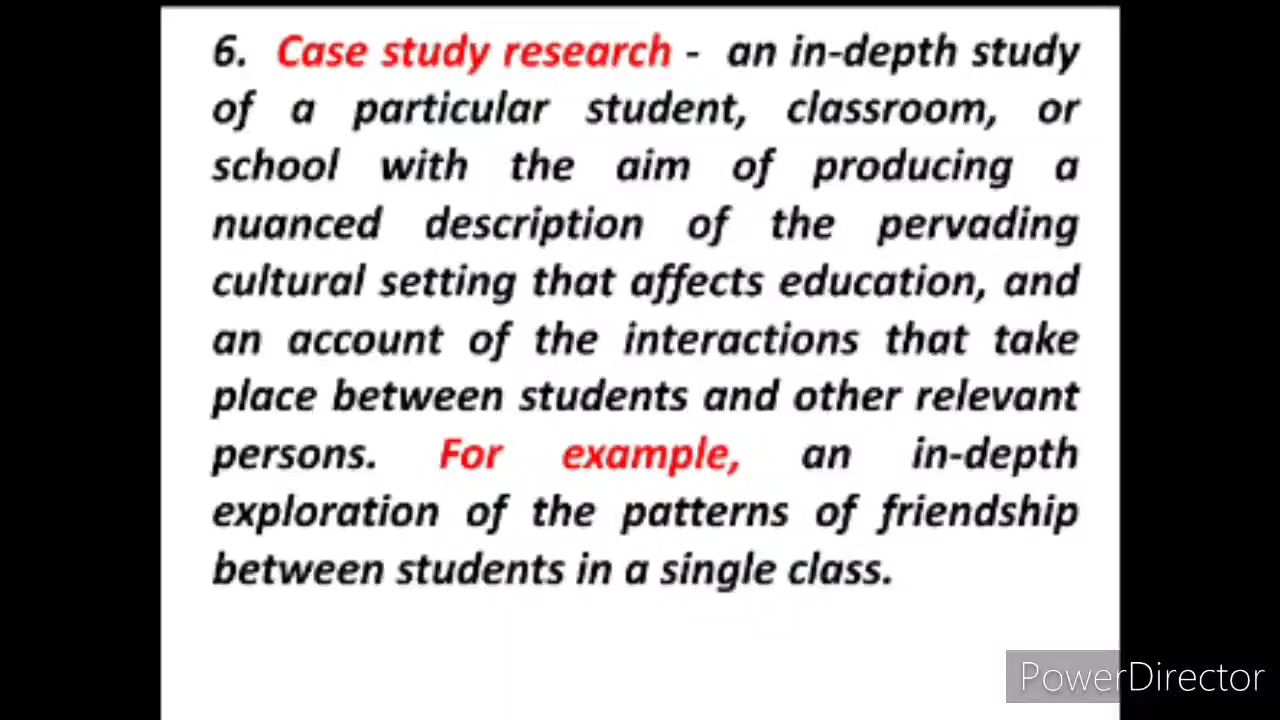 6. Case study research - an in-depth study
of a particular student, classroom, or
school with the aim of producing a
nuanced description of the pervading
cultural setting that affects education, and
an account of the interactions that take
place between students and other relevant
persons. For example, an in-depth
exploration of the patterns of friendship
between students in a single class.
PowerDirector